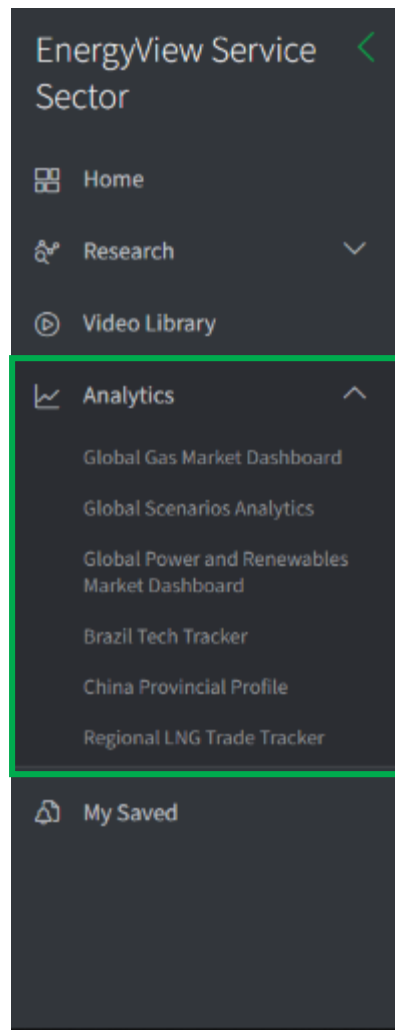 EnergyView Service
Sector
Home
Research
Video Library
Analytics
Global Gas Market Dashboard
Global Scenarios Analytics
Global Power and Renewables
Market Dashboard
Brazil Tech Tracker
China Provincial Profile
Regional LNG Trade Tracker
My Saved